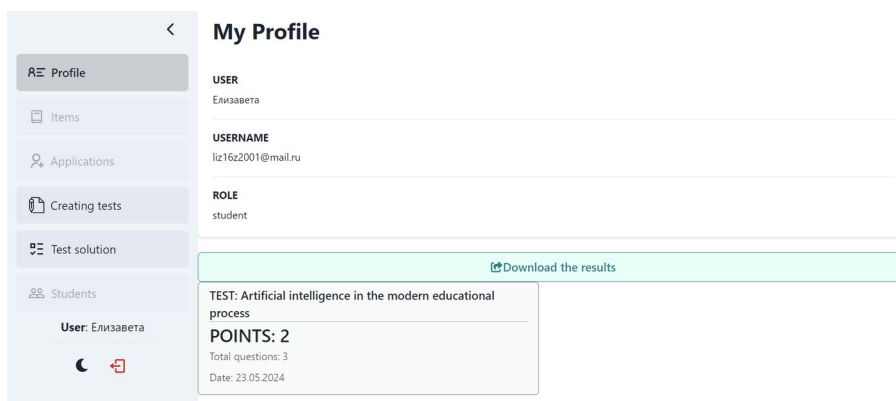 My Profile
Profile
Items
Applications
Creating tests
Test solution
Students
User: Елизавета
USER
Елизавета
USERNAME
liz16z2001@mail.ru
ROLE
student
Download the results
TEST: Artificial intelligence in the modern educational
process
POINTS: 2
Total questions: 3
Date: 23.05.2024